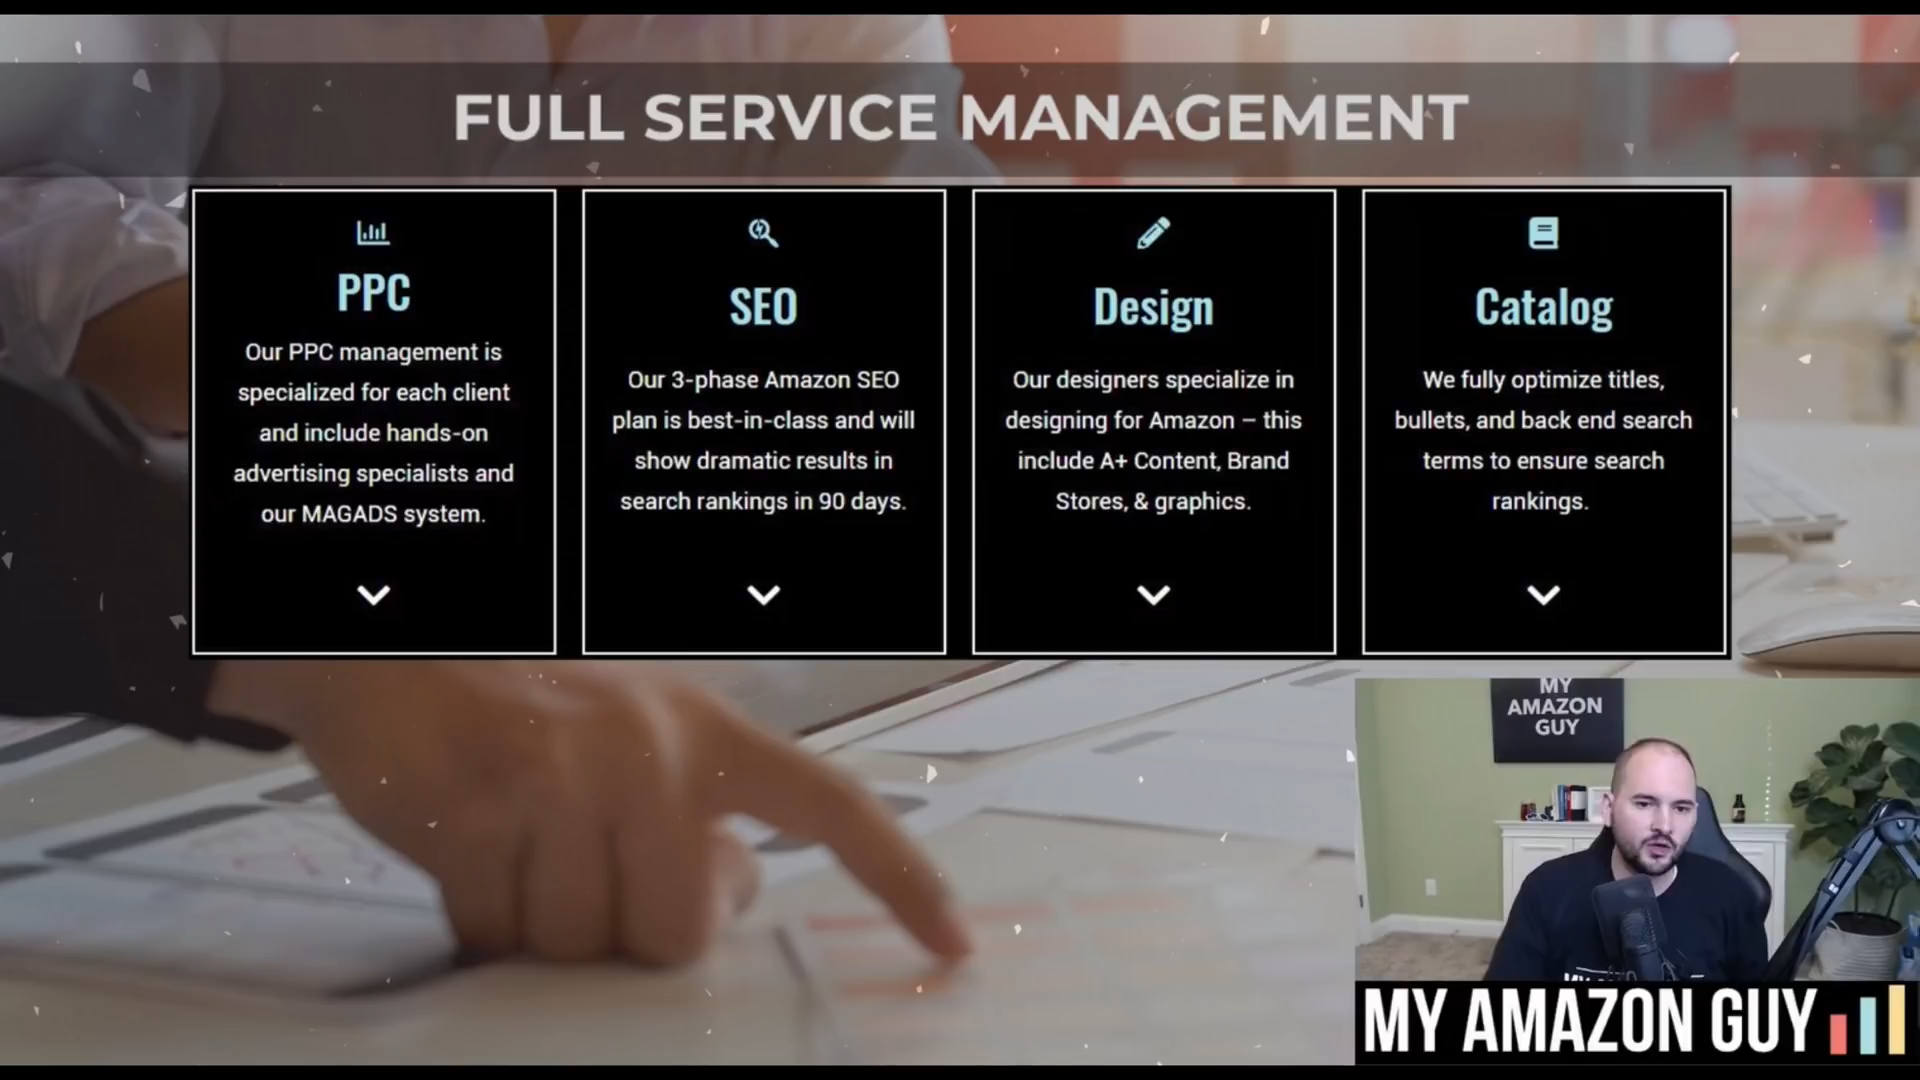 FULL SERVICE MANAGEMENT
PPC
Our PPC management is
specialized for each client
and include hands-on
advertising specialists and
our MAGADS system.
SEO
Our 3-phase Amazon SEO
plan is best-in-class and will
show dramatic results in
search rankings in 90 days.
Design
Our designers specialize in
designing for Amazon – this
include A+ Content, Brand
Stores, & graphics.
Catalog
We fully optimize titles,
bullets, and back end search
terms to ensure search
rankings.
MY
AMAZON
GUY
MY AMAZON GUY